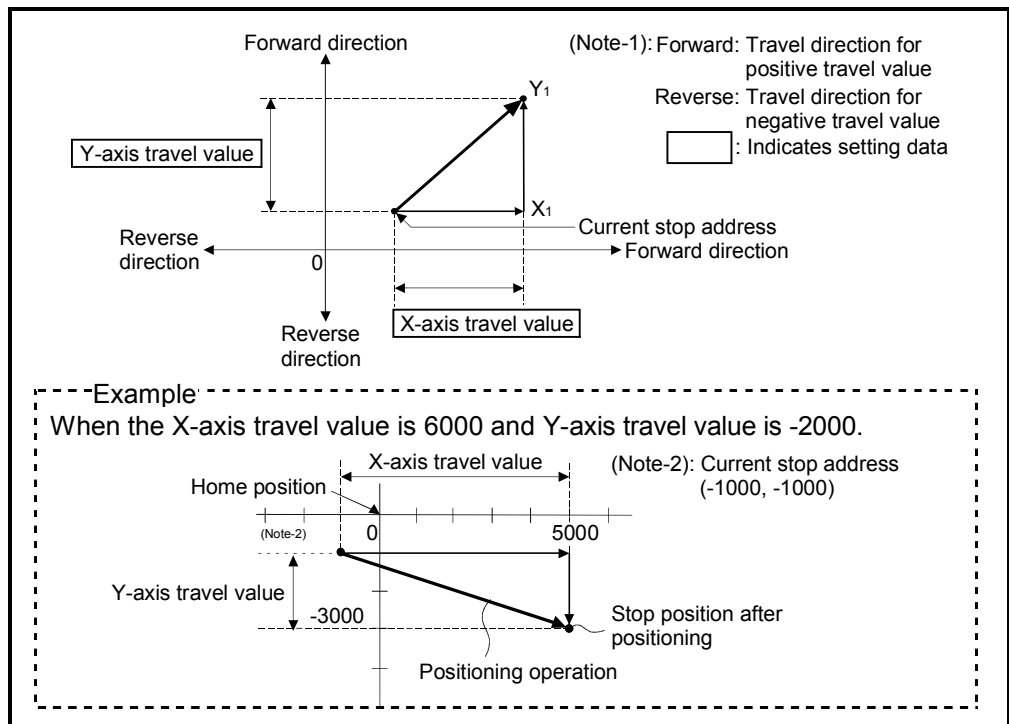 Forward direction
(Note-1): Forward: Travel direction for
positive travel value
Reverse: Travel direction for
negative travel value
: Indicates setting data
Y1
Y-axis travel value
X1
Current stop address
Reverse
direction
0
Forward direction
X-axis travel value
Reverse
direction
Example
When the X-axis travel value is 6000 and Y-axis travel value is -2000.
X-axis travel value
(Note-2): Current stop address
(-1000, -1000)
Home position
(Note-2)
0
5000
Y-axis travel value
-3000
Stop position after
positioning
Positioning operation